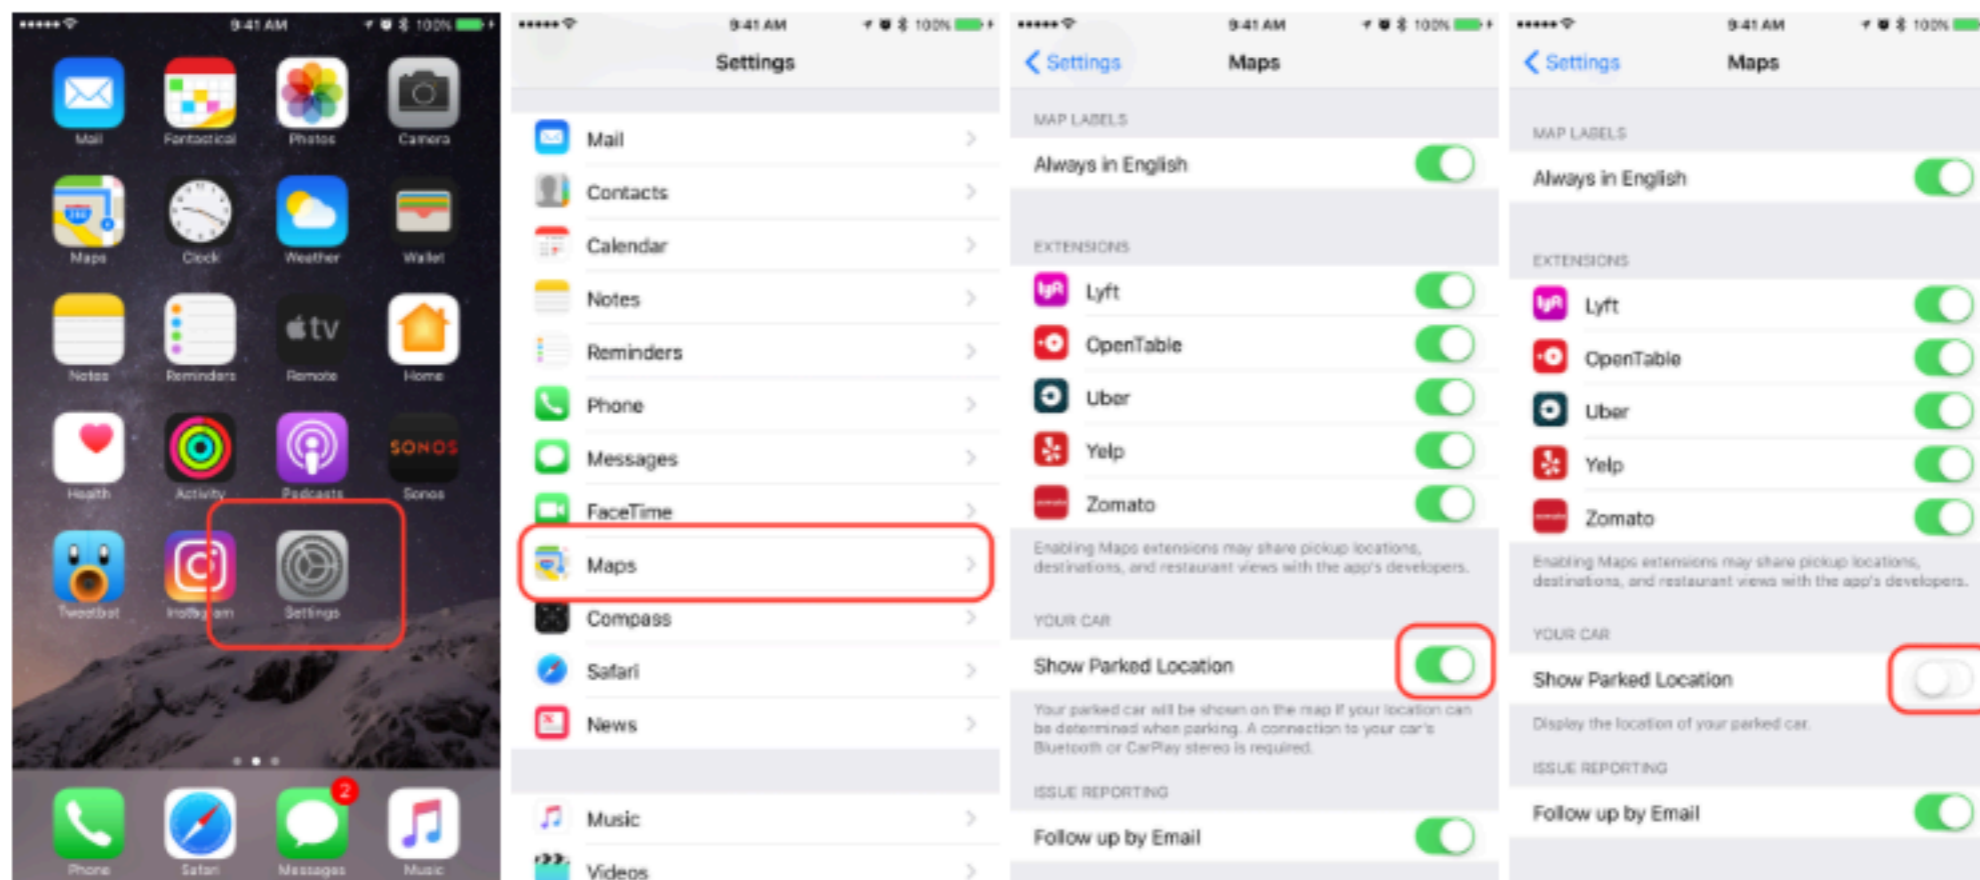 9:41 AM
100%
Mail
Fantastical
Photos
Camera
Maps
Clock
Weather
Wallet
Notes
Reminders
tv
Remote
Home
SONOS
Health
Activity
Podcasts
Sonos
Tweetbot
Instagram
Settings
2
Phone
Safari
Messages
Music
9:41 AM
100%
Settings
Mail
Contacts
Calendar
Notes
Reminders
Phone
Messages
FaceTime
Maps
Compass
Safari
News
Music
Videos
9:41 AM
100%
Settings
Maps
MAP LABELS
Always in English
EXTENSIONS
lyft
Lyft
OpenTable
Uber
Yelp
zomato
Zomato
Enabling Maps extensions may share pickup locations,
destinations, and restaurant views with the app's developers.
YOUR CAR
Show Parked Location
Your parked car will be shown on the map if your location can
be determined when parking. A connection to your car's
Bluetooth or CarPlay stereo is required.
ISSUE REPORTING
Follow up by Email
9:41 AM
100%
Settings
Maps
MAP LABELS
Always in English
EXTENSIONS
lyft
Lyft
OpenTable
Uber
Yelp
zomato
Zomato
Enabling Maps extensions may share pickup locations,
destinations, and restaurant views with the app's developers.
YOUR CAR
Show Parked Location
Display the location of your parked car.
ISSUE REPORTING
Follow up by Email